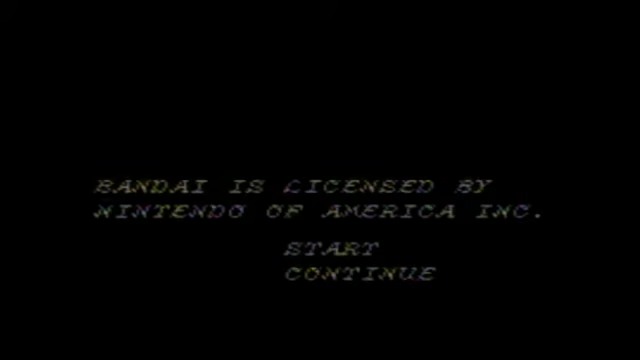 BANDAI IS LICENSED BY
NINTENDO OF AMERICA INC.
START
CONTINUE